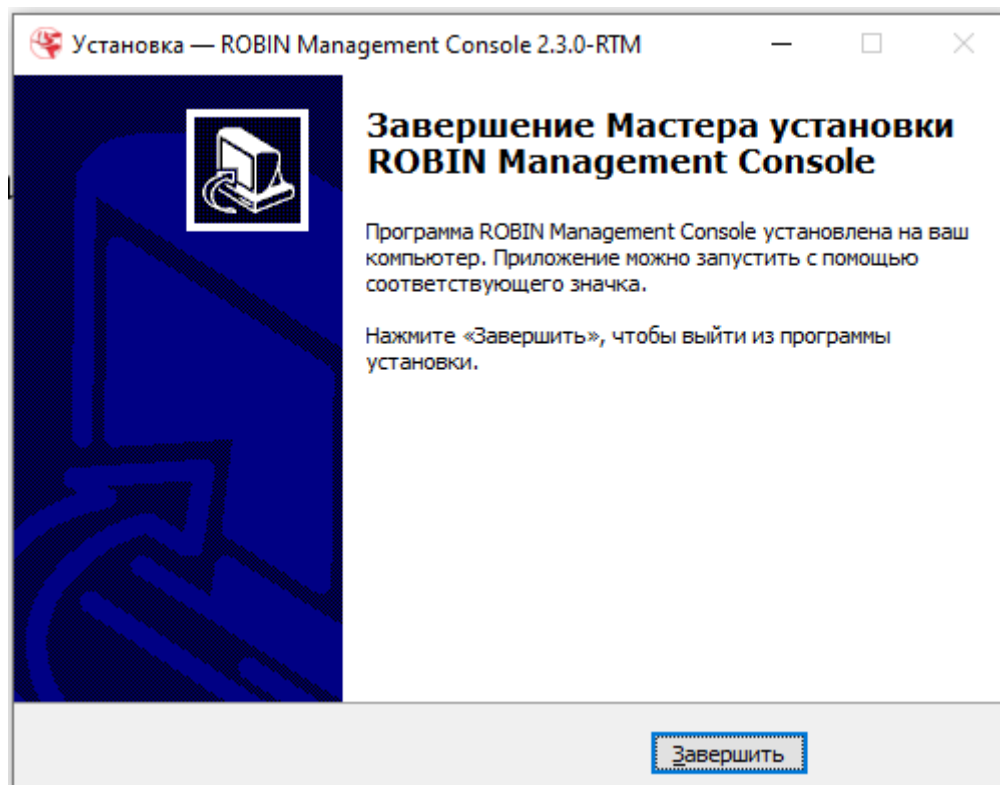 Установка — ROBIN Management Console 2.3.0-RTM
Завершение Мастера установки
ROBIN Management Console
Программа ROBIN Management Console установлена на ваш
компьютер. Приложение можно запустить с помощью
соответствующего значка.
Нажмите «Завершить», чтобы выйти из программы
установки.
Завершить